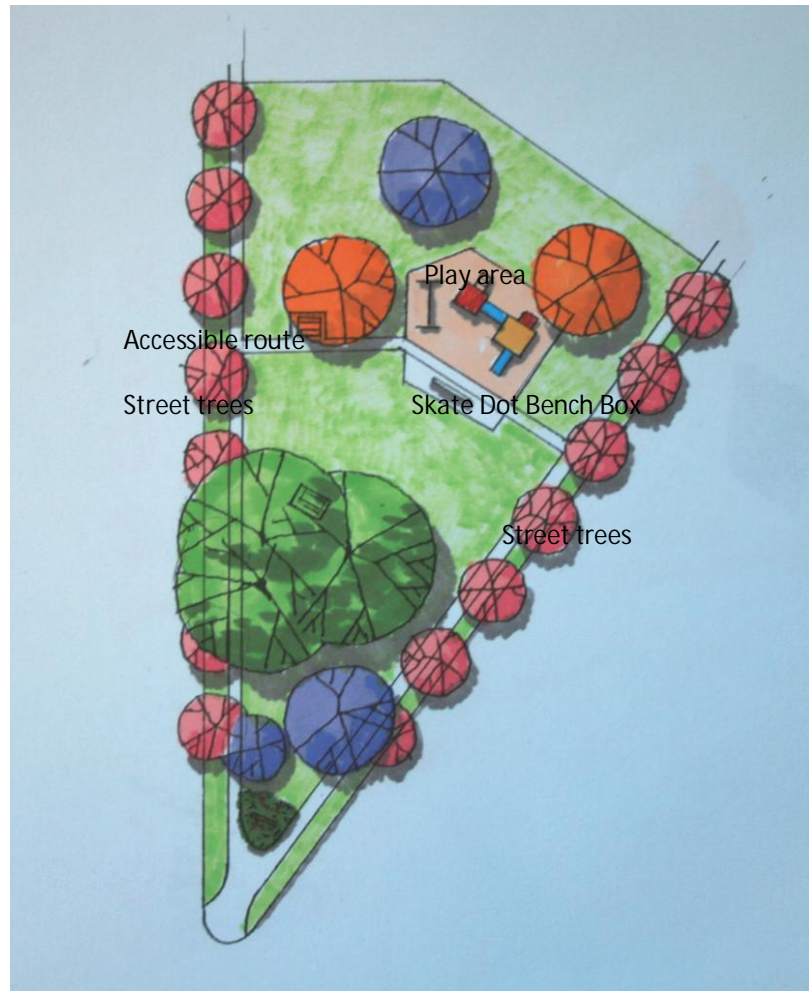 Play area
Accessible route
Street trees
Skate Dot Bench Box
Street trees